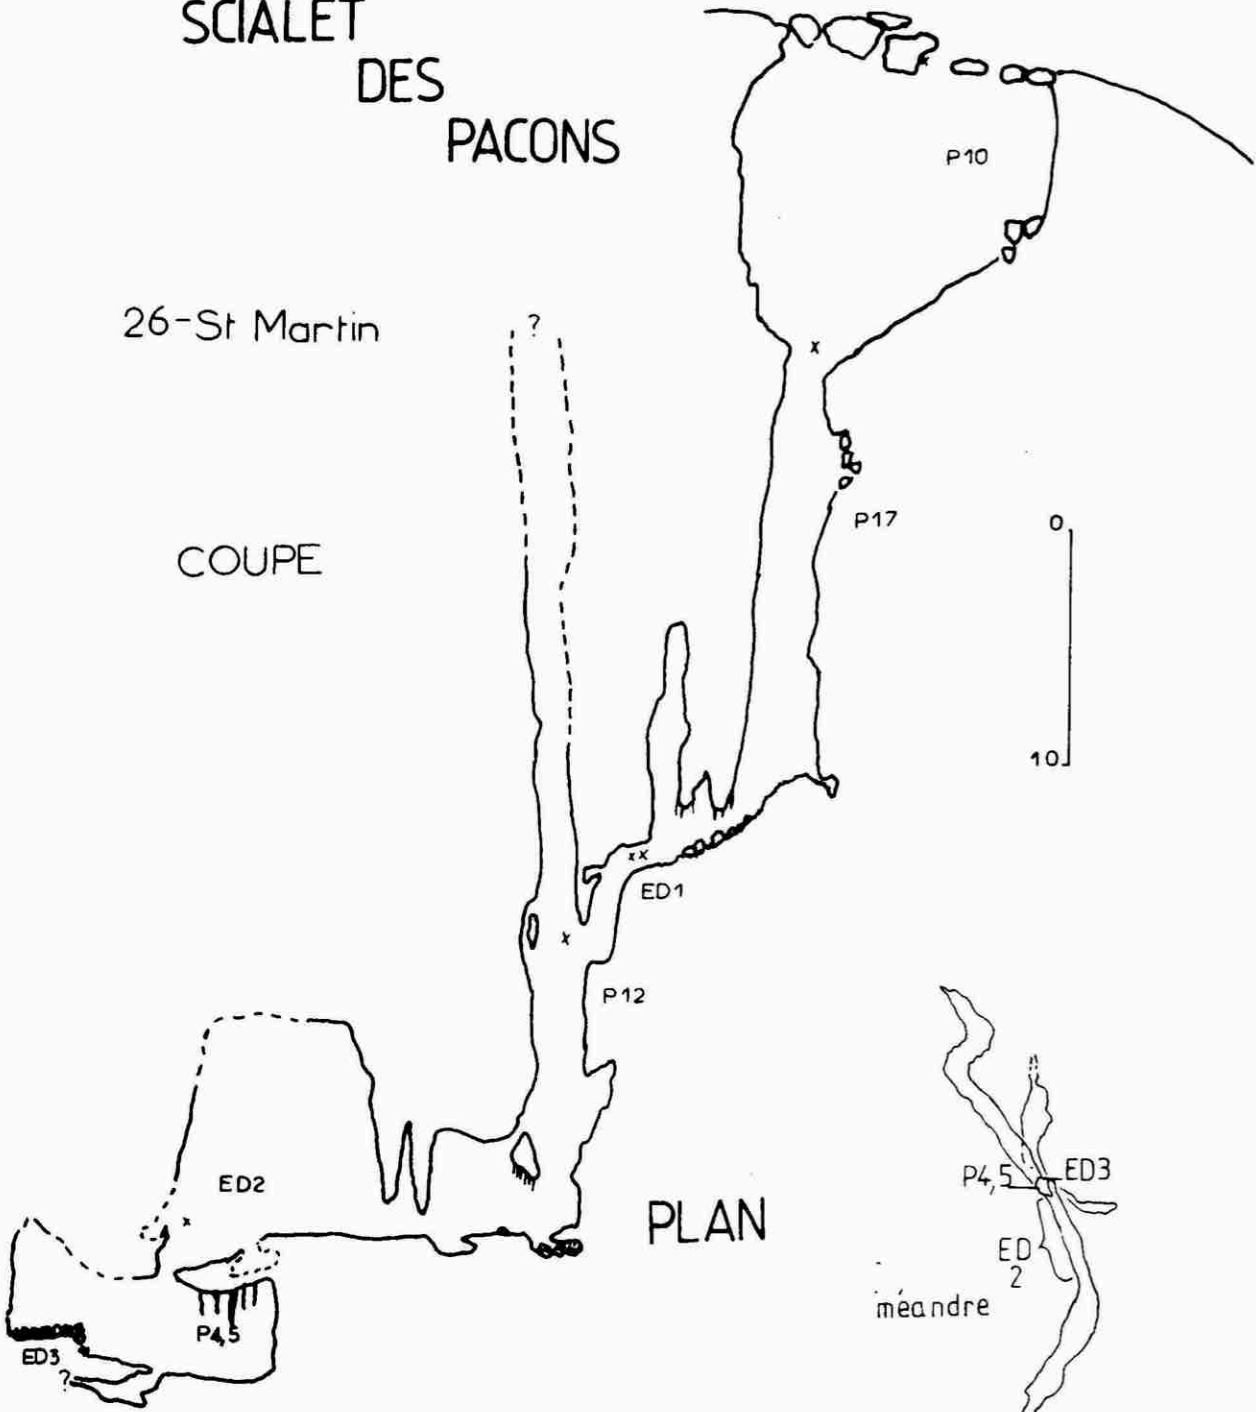 SCIALET
DES
PACONS
P10
26-St Martin
?
P17
COUPE
0
10
ED1
P12
ED2
PLAN
P4,5
ED3
ED
2
méandre
P4,5
ED3
?